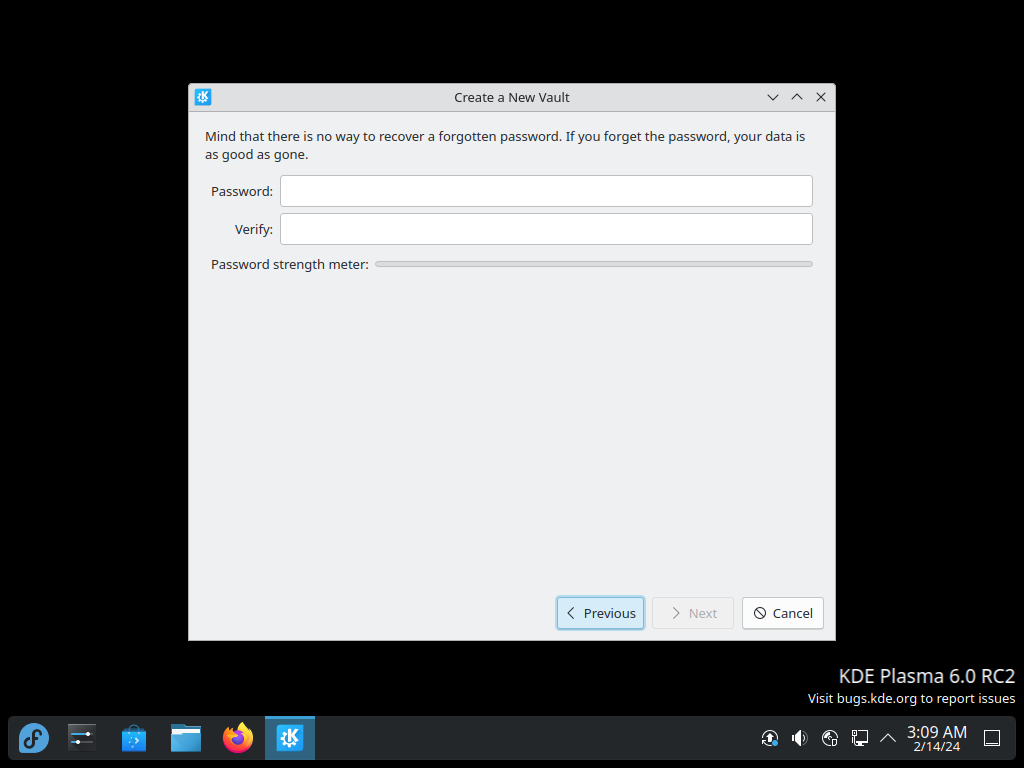 Create a New Vault
Mind that there is no way to recover a forgotten password. If you forget the password, your data is
as good as gone.
Password:
Verify:
Password strength meter:
Previous
Next
Cancel
KDE Plasma 6.0 RC2
Visit bugs.kde.org to report issues
3:09 AM
2/14/24